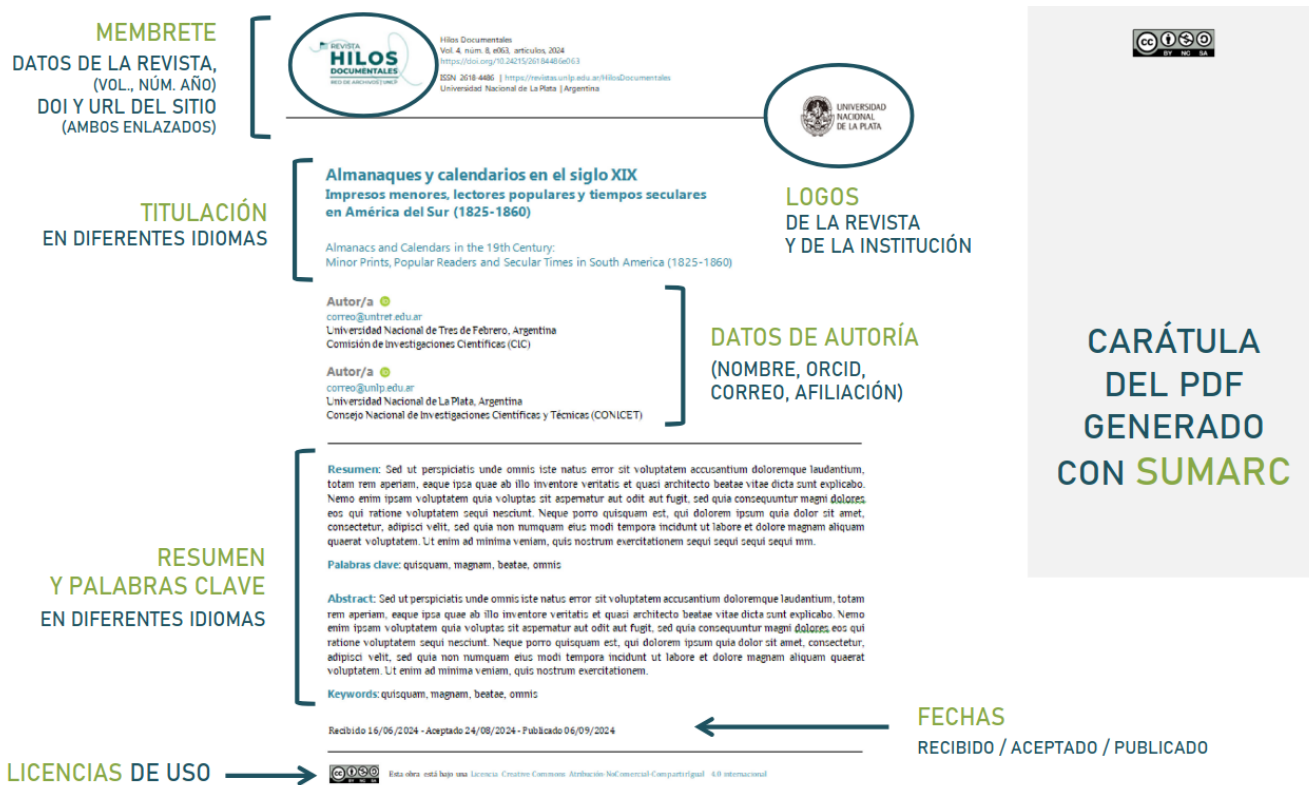 MEMBRETE
DATOS DE LA REVISTA,
(VOL., NÚM. AÑO)
DOI Y URL DEL SITIO
(AMBOS ENLAZADOS)
REVISTA
HILOS
DOCUMENTALES
RED DE ARCHIVOS | UNLP
Hilos Documentales
Vol. 4, núm. 8, e063, artículos, 2024
https://doi.org/10.24215/26184486e063
ISSN 2618-4486 | https://revistas.unlp.edu.ar/HilosDocumentales
Universidad Nacional de La Plata | Argentina
UNIVERSIDAD
NACIONAL
DE LA PLATA
LOGOS
DE LA REVISTA
Y DE LA INSTITUCIÓN
TITULACIÓN
EN DIFERENTES IDIOMAS
Almanaques y calendarios en el siglo XIX
Impresos menores, lectores populares y tiempos seculares
en América del Sur (1825-1860)
Almanacs and Calendars in the 19th Century:
Minor Prints, Popular Readers and Secular Times in South America (1825-1860)
Autor/a
correo@untref.edu.ar
Universidad Nacional de Tres de Febrero, Argentina
Comisión de Investigaciones Científicas (CIC)
Autor/a
correo@unlp.edu.ar
Universidad Nacional de La Plata, Argentina
Consejo Nacional de Investigaciones Científicas y Técnicas (CONICET)
DATOS DE AUTORÍA
(NOMBRE, ORCID,
CORREO, AFILIACIÓN)
RESUMEN
Y PALABRAS CLAVE
EN DIFERENTES IDIOMAS
Resumen: Sed ut perspiciatis unde omnis iste natus error sit voluptatem accusantium doloremque laudantium,
totam rem aperiam, eaque ipsa quae ab illo inventore veritatis et quasi architecto beatae vitae dicta sunt explicabo.
Nemo enim ipsam voluptatem quia voluptas sit aspernatur aut odit aut fugit, sed quia consequuntur magni dolores
eos qui ratione voluptatem sequi nesciunt. Neque porro quisquam est, qui dolorem ipsum quia dolor sit amet,
consectetur, adipisci velit, sed quia non numquam eius modi tempora incidunt ut labore et dolore magnam aliquam
quaerat voluptatem. Ut enim ad minima veniam, quis nostrum exercitationem sequi sequi sequi sequi mm.
Palabras clave: quisquam, magnam, beatae, omnis
Abstract: Sed ut perspiciatis unde omnis iste natus error sit voluptatem accusantium doloremque laudantium, totam
rem aperiam, eaque ipsa quae ab illo inventore veritatis et quasi architecto beatae vitae dicta sunt explicabo. Nemo
enim ipsam voluptatem quia voluptas sit aspernatur aut odit aut fugit, sed quia consequuntur magni dolores eos qui
ratione voluptatem sequi nesciunt. Neque porro quisquam est, qui dolorem ipsum quia dolor sit amet, consectetur,
adipisci velit, sed quia non numquam eius modi tempora incidunt ut labore et dolore magnam aliquam quaerat
voluptatem. Ut enim ad minima veniam, quis nostrum exercitationem.
Keywords: quisquam, magnam, beatae, omnis
Recibido 16/06/2024 - Aceptado 24/08/2024 - Publicado 06/09/2024
FECHAS
RECIBIDO / ACEPTADO / PUBLICADO
LICENCIAS DE USO
cc BY NC SA
Esta obra está bajo una Licencia Creative Commons Atribución-NoComercial-CompartirIgual 4.0 internacional
cc BY NC SA
CARÁTULA
DEL PDF
GENERADO
CON SUMARC